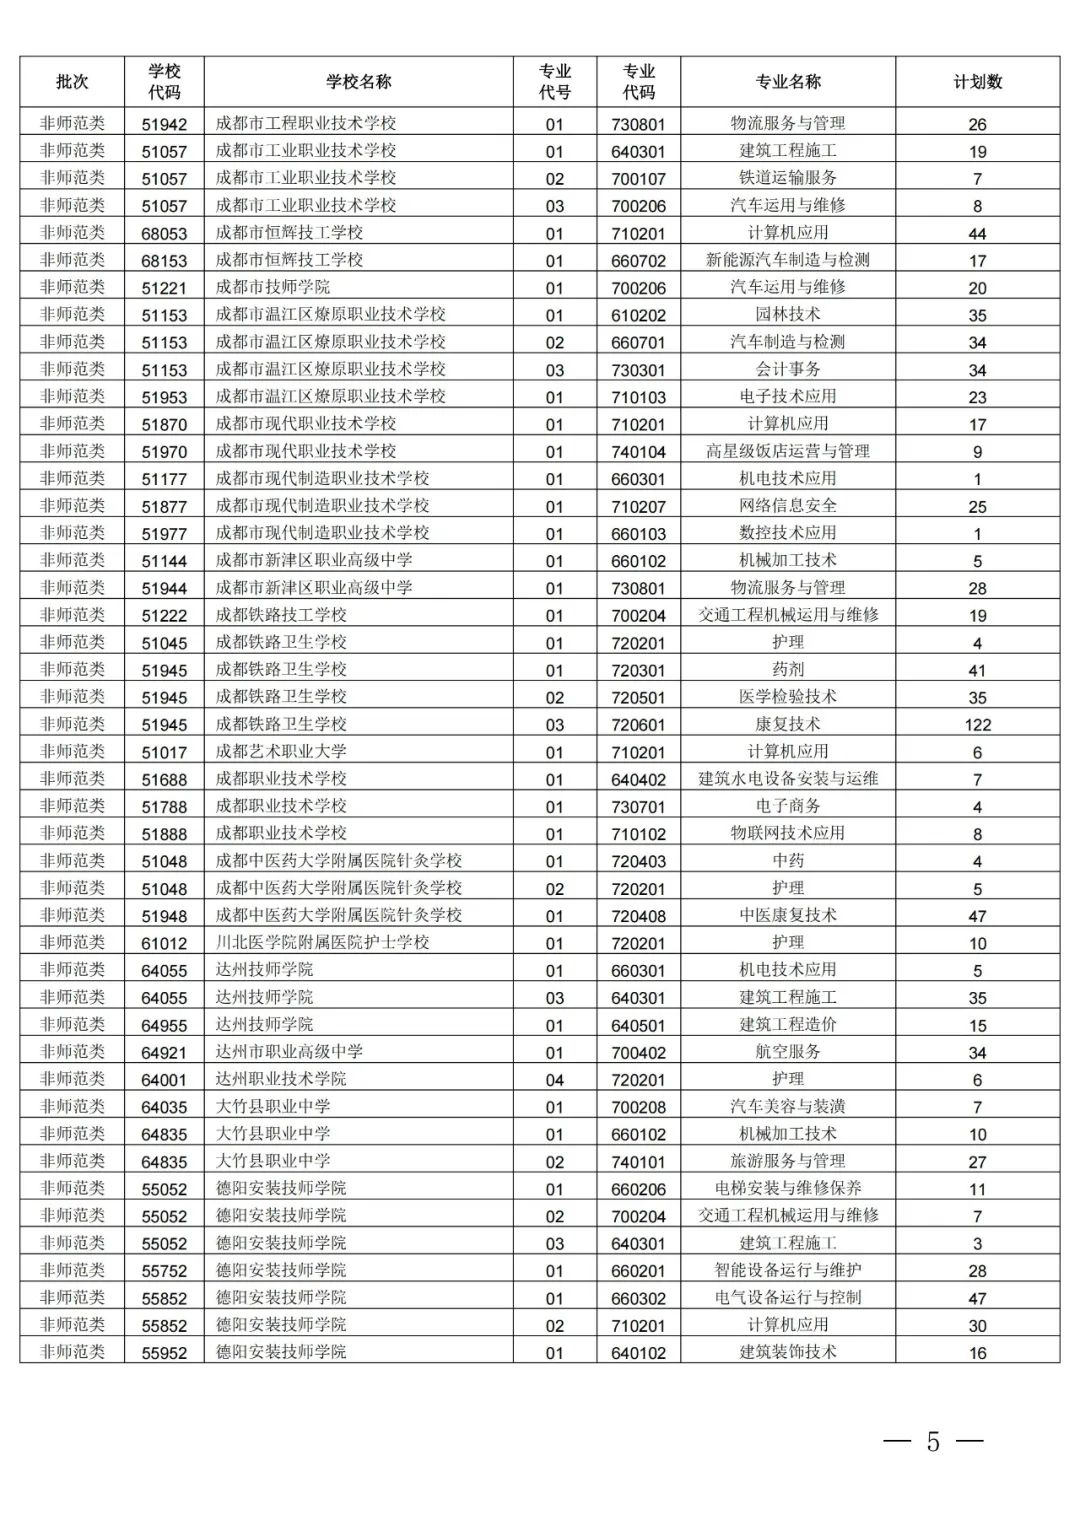 批次 学校代码 学校名称 专业代号 专业代码 专业名称 计划数
非师范类 51942 成都市工程职业技术学校 01 730801 物流服务与管理 26
非师范类 51057 成都市工业职业技术学校 01 640301 建筑工程施工 19
非师范类 51057 成都市工业职业技术学校 02 700107 铁道运输服务 7
非师范类 51057 成都市工业职业技术学校 03 700206 汽车运用与维修 8
非师范类 68053 成都市恒辉技工学校 01 710201 计算机应用 44
非师范类 68153 成都市恒辉技工学校 01 660702 新能源汽车制造与检测 17
非师范类 51221 成都市技师学院 01 700206 汽车运用与维修 20
非师范类 51153 成都市温江区燎原职业技术学校 01 610202 园林技术 35
非师范类 51153 成都市温江区燎原职业技术学校 02 660701 汽车制造与检测 34
非师范类 51153 成都市温江区燎原职业技术学校 03 730301 会计事务 34
非师范类 51953 成都市温江区燎原职业技术学校 01 710103 电子技术应用 23
非师范类 51870 成都市现代职业技术学校 01 710201 计算机应用 17
非师范类 51970 成都市现代职业技术学校 01 740104 高星级饭店运营与管理 9
非师范类 51177 成都市现代制造职业技术学校 01 660301 机电技术应用 1
非师范类 51877 成都市现代制造职业技术学校 01 710207 网络信息安全 25
非师范类 51977 成都市现代制造职业技术学校 01 660103 数控技术应用 1
非师范类 51144 成都市新津区职业高级中学 01 660102 机械加工技术 5
非师范类 51944 成都市新津区职业高级中学 01 730801 物流服务与管理 28
非师范类 51222 成都铁路技工学校 01 700204 交通工程机械运用与维修 19
非师范类 51045 成都铁路卫生学校 01 720201 护理 4
非师范类 51945 成都铁路卫生学校 01 720301 药剂 41
非师范类 51945 成都铁路卫生学校 02 720501 医学检验技术 35
非师范类 51945 成都铁路卫生学校 03 720601 康复技术 122
非师范类 51017 成都艺术职业大学 01 710201 计算机应用 6
非师范类 51688 成都职业技术学校 01 640402 建筑水电设备安装与运维 7
非师范类 51788 成都职业技术学校 01 730701 电子商务 4
非师范类 51888 成都职业技术学校 01 710102 物联网技术应用 8
非师范类 51048 成都中医药大学附属医院针灸学校 01 720403 中药 4
非师范类 51048 成都中医药大学附属医院针灸学校 02 720201 护理 5
非师范类 51948 成都中医药大学附属医院针灸学校 01 720408 中医康复技术 47
非师范类 61012 川北医学院附属医院护士学校 01 720201 护理 10
非师范类 64055 达州技师学院 01 660301 机电技术应用 5
非师范类 64055 达州技师学院 03 640301 建筑工程施工 35
非师范类 64955 达州技师学院 01 640501 建筑工程造价 15
非师范类 64921 达州市职业高级中学 01 700402 航空服务 34
非师范类 64001 达州职业技术学院 04 720201 护理 6
非师范类 64035 大竹县职业中学 01 700208 汽车美容与装潢 7
非师范类 64835 大竹县职业中学 01 660102 机械加工技术 10
非师范类 64835 大竹县职业中学 02 740101 旅游服务与管理 27
非师范类 55052 德阳安装技师学院 01 660206 电梯安装与维修保养 11
非师范类 55052 德阳安装技师学院 02 700204 交通工程机械运用与维修 7
非师范类 55052 德阳安装技师学院 03 640301 建筑工程施工 3
非师范类 55752 德阳安装技师学院 01 660201 智能设备运行与维护 28
非师范类 55852 德阳安装技师学院 01 660302 电气设备运行与控制 47
非师范类 55852 德阳安装技师学院 02 710201 计算机应用 30
非师范类 55952 德阳安装技师学院 01 640102 建筑装饰技术 16
— 5 —